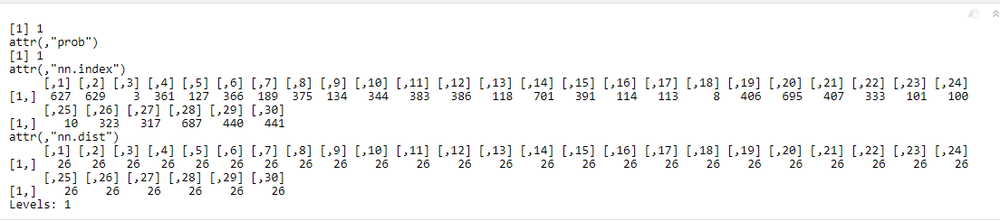 [1] 1
attr(,"prob")
[1] 1
attr(,"nn.index")
     [,1] [,2] [,3] [,4] [,5] [,6] [,7] [,8] [,9] [,10] [,11] [,12] [,13] [,14] [,15] [,16] [,17] [,18] [,19] [,20] [,21] [,22] [,23] [,24]
[1,]  627  629    3  361  127  366  189  375  134   344   383   386   118   701   391   114   113     8   406   695   407   333   101   100
     [,25] [,26] [,27] [,28] [,29] [,30]
[1,]    10   323   317   687   440   441
attr(,"nn.dist")
     [,1] [,2] [,3] [,4] [,5] [,6] [,7] [,8] [,9] [,10] [,11] [,12] [,13] [,14] [,15] [,16] [,17] [,18] [,19] [,20] [,21] [,22] [,23] [,24]
[1,]   26   26   26   26   26   26   26   26   26    26    26    26    26    26    26    26    26    26    26    26    26    26    26    26
     [,25] [,26] [,27] [,28] [,29] [,30]
[1,]    26    26    26    26    26    26
Levels: 1